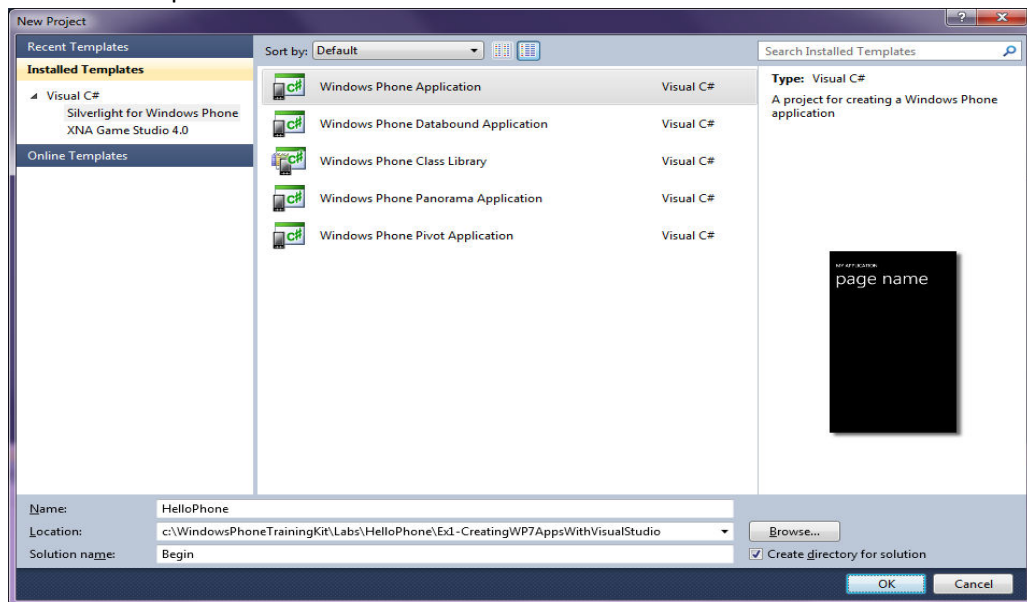 New Project
Recent Templates
Installed Templates
Visual C#
Silverlight for Windows Phone
XNA Game Studio 4.0
Online Templates
Sort by: Default
Windows Phone Application Visual C#
Windows Phone Databound Application Visual C#
Windows Phone Class Library Visual C#
Windows Phone Panorama Application Visual C#
Windows Phone Pivot Application Visual C#
Search Installed Templates
Type: Visual C#
A project for creating a Windows Phone
application
MY APPLICATION
page name
Name: HelloPhone
Location: c:\WindowsPhoneTrainingKit\Labs\HelloPhone\Ex1-CreatingWP7AppsWithVisualStudio Browse...
Solution name: Begin Create directory for solution
OK Cancel